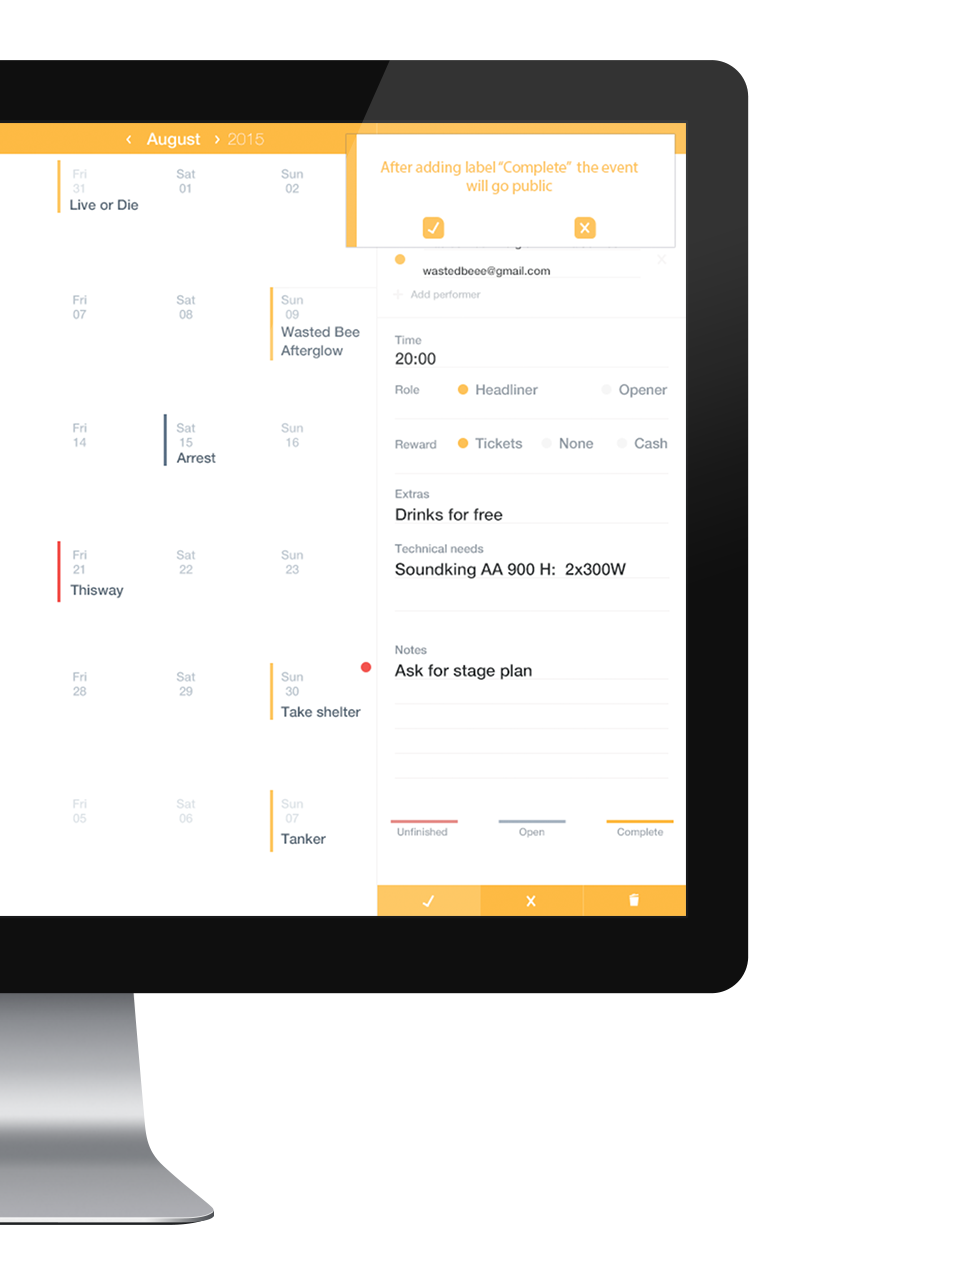 ‹ August › 2015
After adding label “Complete” the event
will go public
Fri Sat Sun
31 01 02
Live or Die
wastedbeee@gmail.com
Add performer
Fri Sat Sun
07 08 09
Wasted Bee
Afterglow
Time
20:00
Role Headliner Opener
Fri Sat Sun
14 15 16
Arrest
Reward Tickets None Cash
Extras
Drinks for free
Technical needs
Soundking AA 900 H: 2x300W
Fri Sat Sun
21 22 23
Thisway
Notes
Ask for stage plan
Fri Sat Sun
28 29 30
Take shelter
Fri Sat Sun
05 06 07
Tanker
Unfinished Open Complete